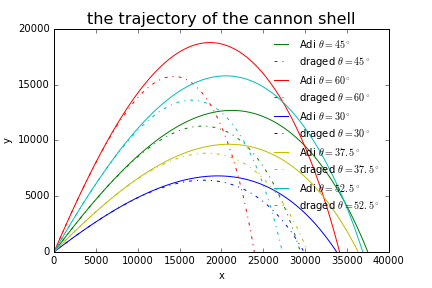 the trajectory of the cannon shell
20000
15000
10000
5000
0
y
0 5000 10000 15000 20000 25000 30000 35000 40000
x
Adi θ = 45°
draged θ = 45°
Adi θ = 60°
draged θ = 60°
Adi θ = 30°
draged θ = 30°
Adi θ = 37.5°
draged θ = 37.5°
Adi θ = 52.5°
draged θ = 52.5°